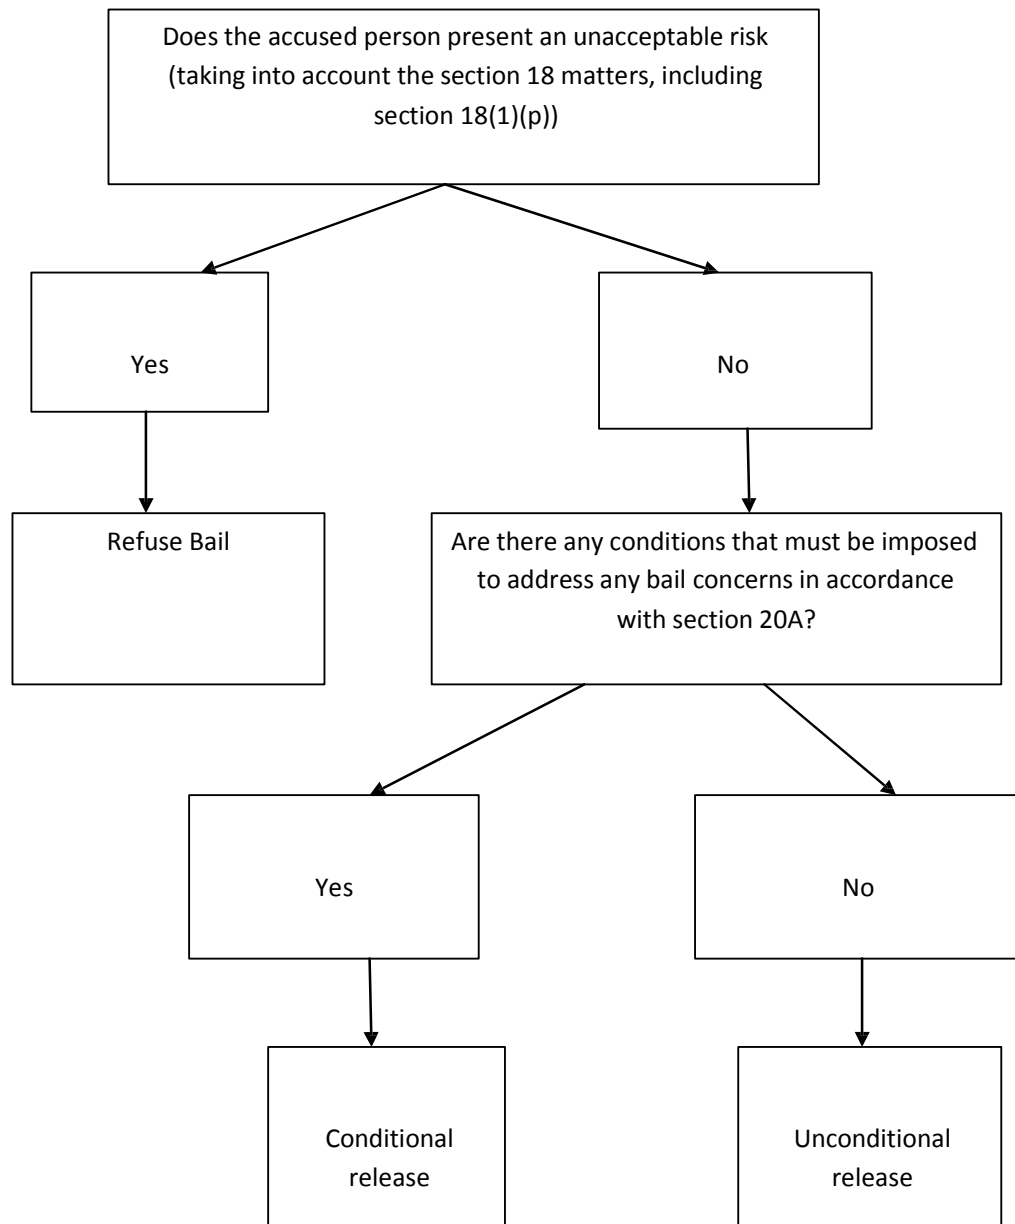 Does the accused person present an unacceptable risk
(taking into account the section 18 matters, including
section 18(1)(p))
Yes
No
Refuse Bail
Are there any conditions that must be imposed
to address any bail concerns in accordance
with section 20A?
Yes
No
Conditional
release
Unconditional
release